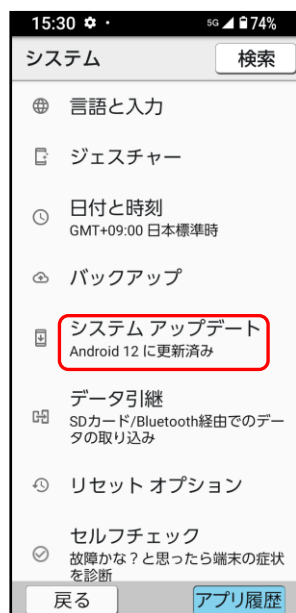 15:30
5G 74%
システム
検索
言語と入力
ジェスチャー
日付と時刻
GMT+09:00 日本標準時
バックアップ
システム アップデート
Android 12 に更新済み
データ引継
SDカード/Bluetooth経由でのデー
タの取り込み
リセット オプション
セルフチェック
故障かな？と思ったら端末の症状
を診断
戻る
アプリ履歴